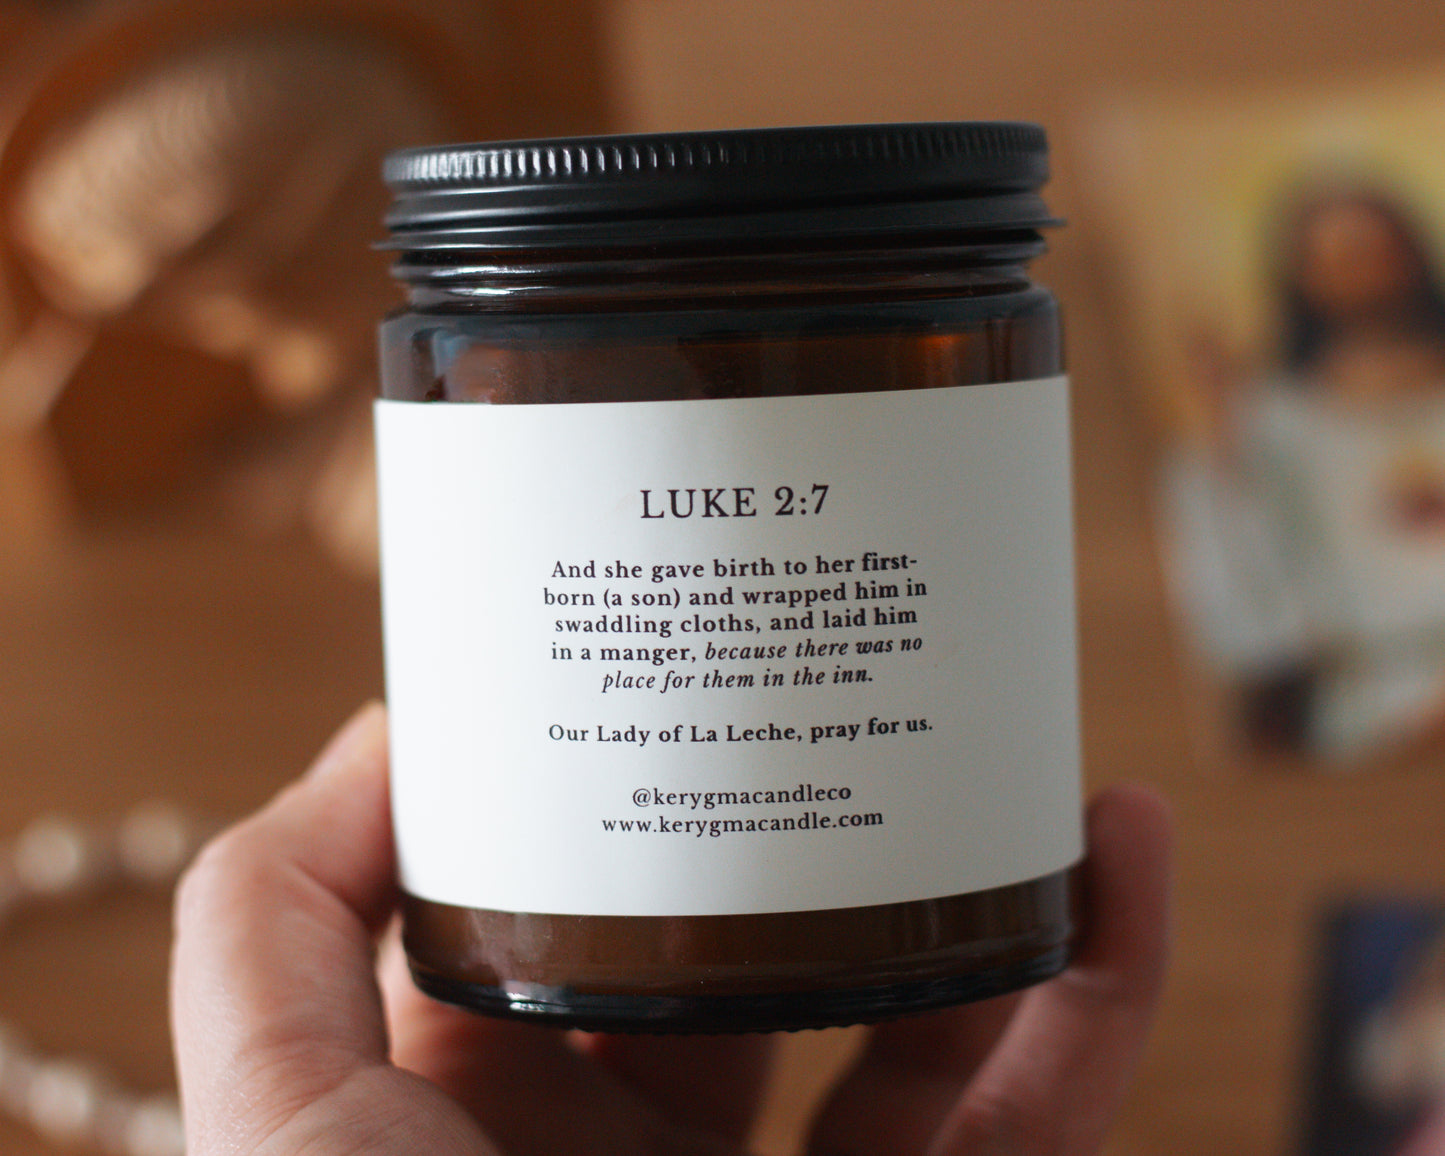 LUKE 2:7
And she gave birth to her first-
born (a son) and wrapped him in
swaddling cloths, and laid him
in a manger, because there was no
place for them in the inn.
Our Lady of La Leche, pray for us.
@kerygmacandleco
www.kerygmacandle.com